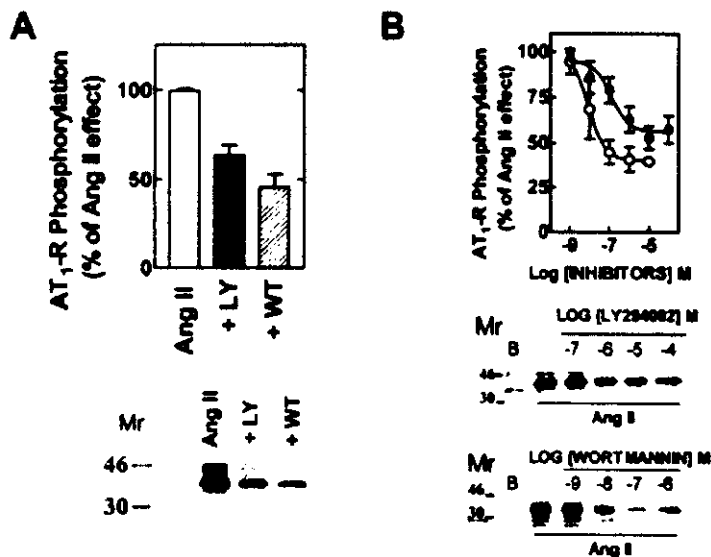 A
AT1-R Phosphorylation
(% of Ang II effect)
100
50
0
Ang II
+ LY
+ WT
Mr
Ang II
+ LY
+ WT
46
30
B
AT1-R Phosphorylation
(% of Ang II effect)
100
75
50
25
0
-9 -7 -5
Log [INHIBITORS] M
Mr
LOG [LY294002] M
B -7 -6 -5 -4
46
30
Ang II
Mr
LOG [WORTMANNIN] M
B -9 -8 -7 -6
46
30
Ang II